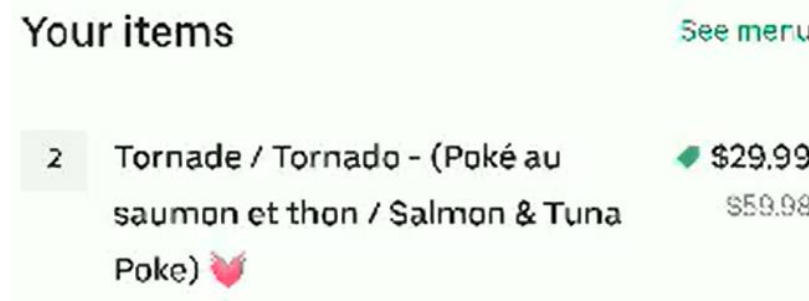 Your items
See menu
2
Tornade / Tornado - (Poké au
$29.99
saumon et thon / Salmon & Tuna
$59.98
Poke) 💓